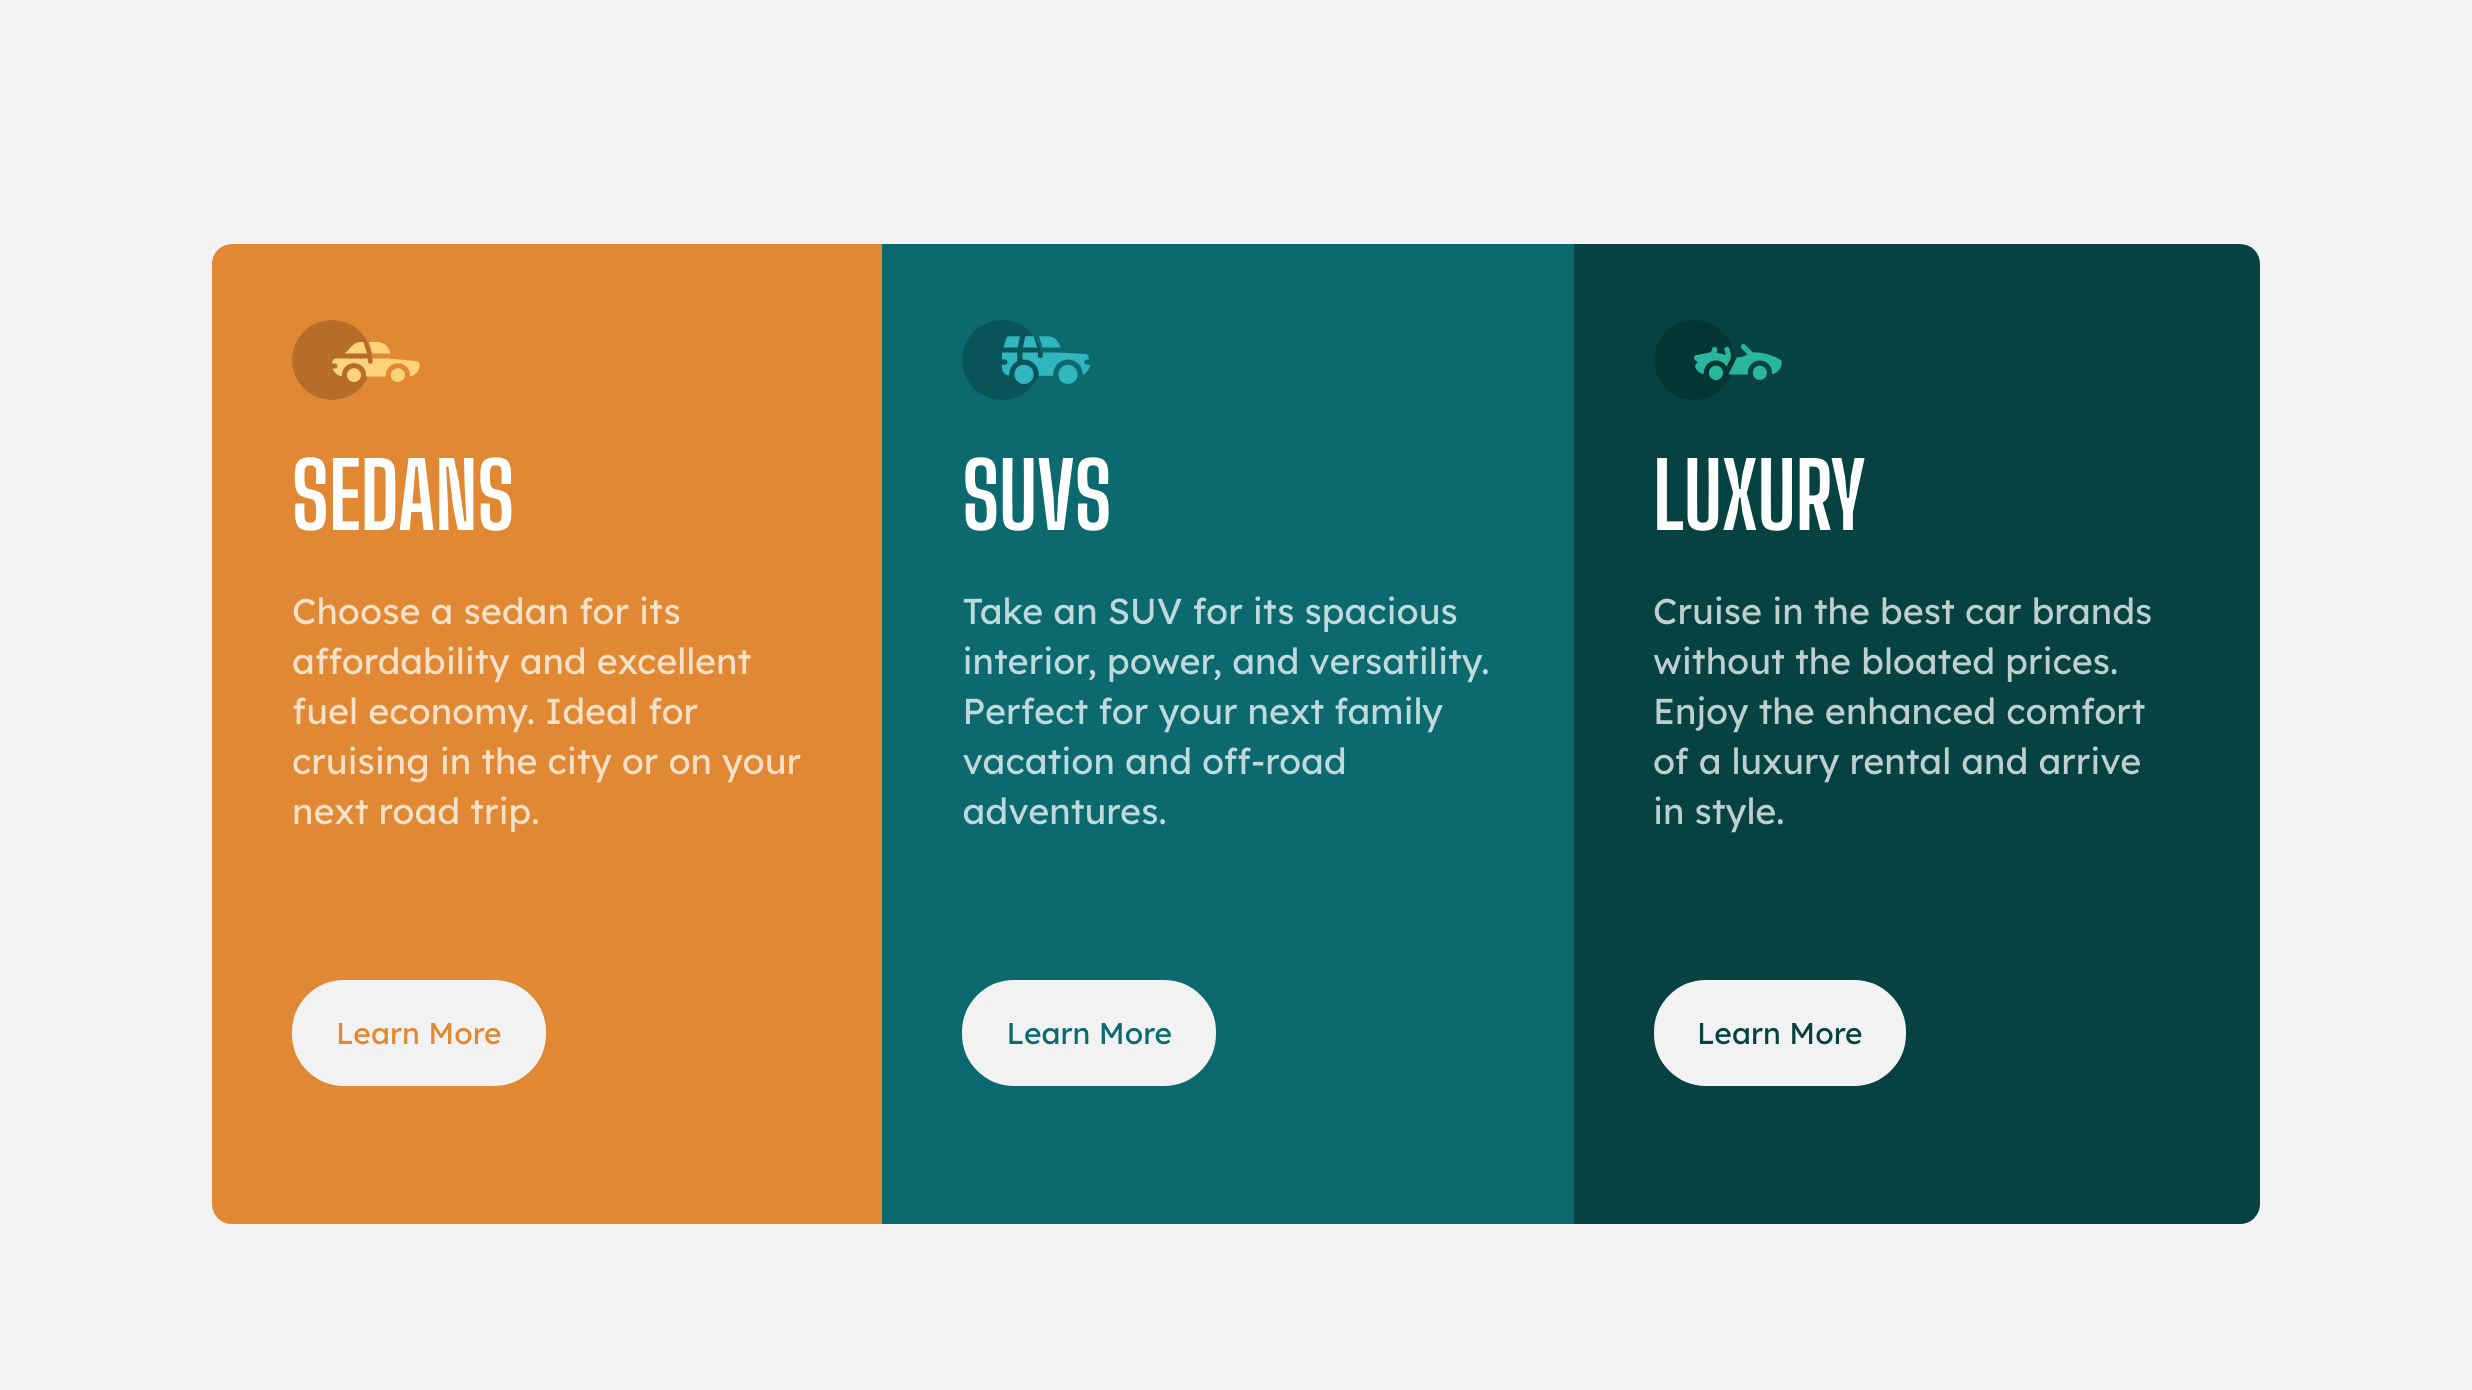 SEDANS
Choose a sedan for its
affordability and excellent
fuel economy. Ideal for
cruising in the city or on your
next road trip.
Learn More
SUVS
Take an SUV for its spacious
interior, power, and versatility.
Perfect for your next family
vacation and off-road
adventures.
Learn More
LUXURY
Cruise in the best car brands
without the bloated prices.
Enjoy the enhanced comfort
of a luxury rental and arrive
in style.
Learn More